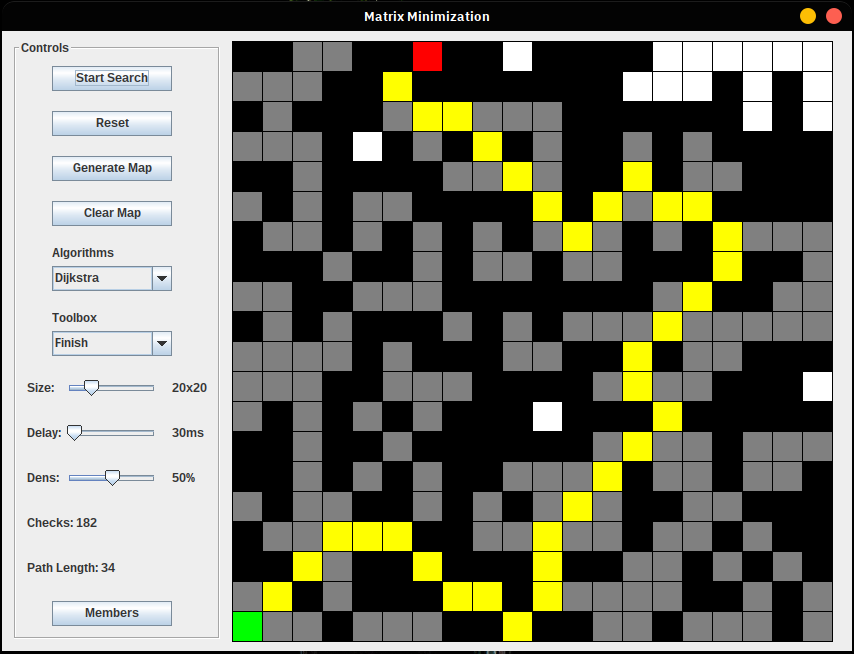 Matrix Minimization
Controls
Start Search
Reset
Generate Map
Clear Map
Algorithms
Dijkstra
Toolbox
Finish
Size: 20x20
Delay: 30ms
Dens: 50%
Checks: 182
Path Length: 34
Members